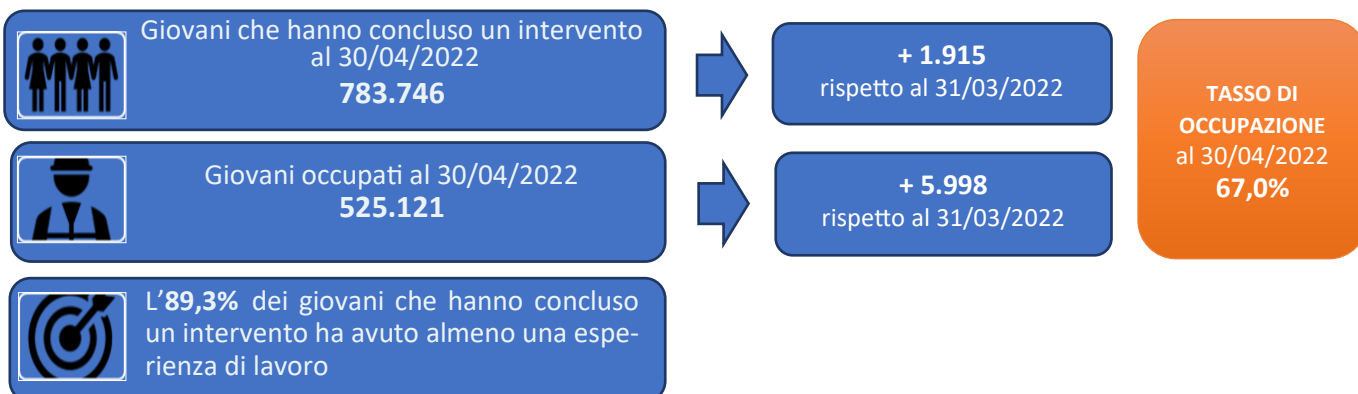 Giovani che hanno concluso un intervento
al 30/04/2022
783.746
+ 1.915
rispetto al 31/03/2022
TASSO DI
OCCUPAZIONE
al 30/04/2022
67,0%
Giovani occupati al 30/04/2022
525.121
+ 5.998
rispetto al 31/03/2022
L'89,3% dei giovani che hanno concluso
un intervento ha avuto almeno una espe-
rienza di lavoro